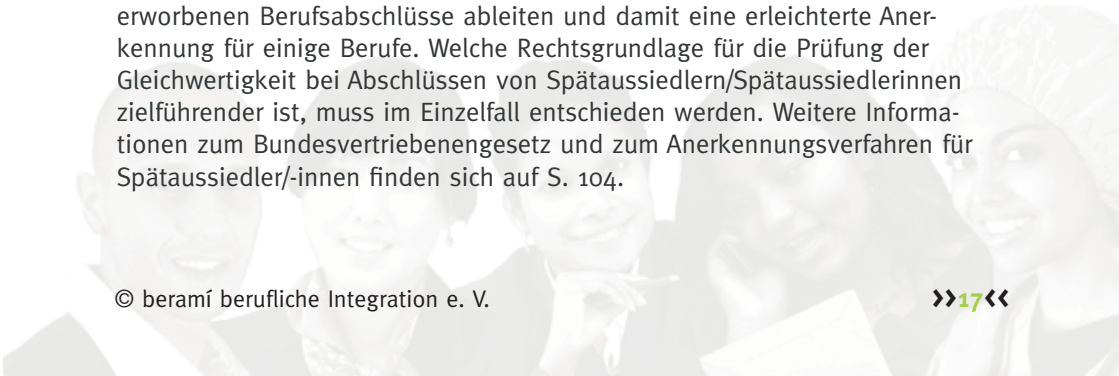 erworbenen Berufsabschlüsse ableiten und damit eine erleichterte Aner-
kennung für einige Berufe. Welche Rechtsgrundlage für die Prüfung der
Gleichwertigkeit bei Abschlüssen von Spätaussiedlern/Spätaussiedlerinnen
zielführender ist, muss im Einzelfall entschieden werden. Weitere Informa-
tionen zum Bundesvertriebenengesetz und zum Anerkennungsverfahren für
Spätaussiedler/-innen finden sich auf S. 104.
© beramí berufliche Integration e. V. »17«